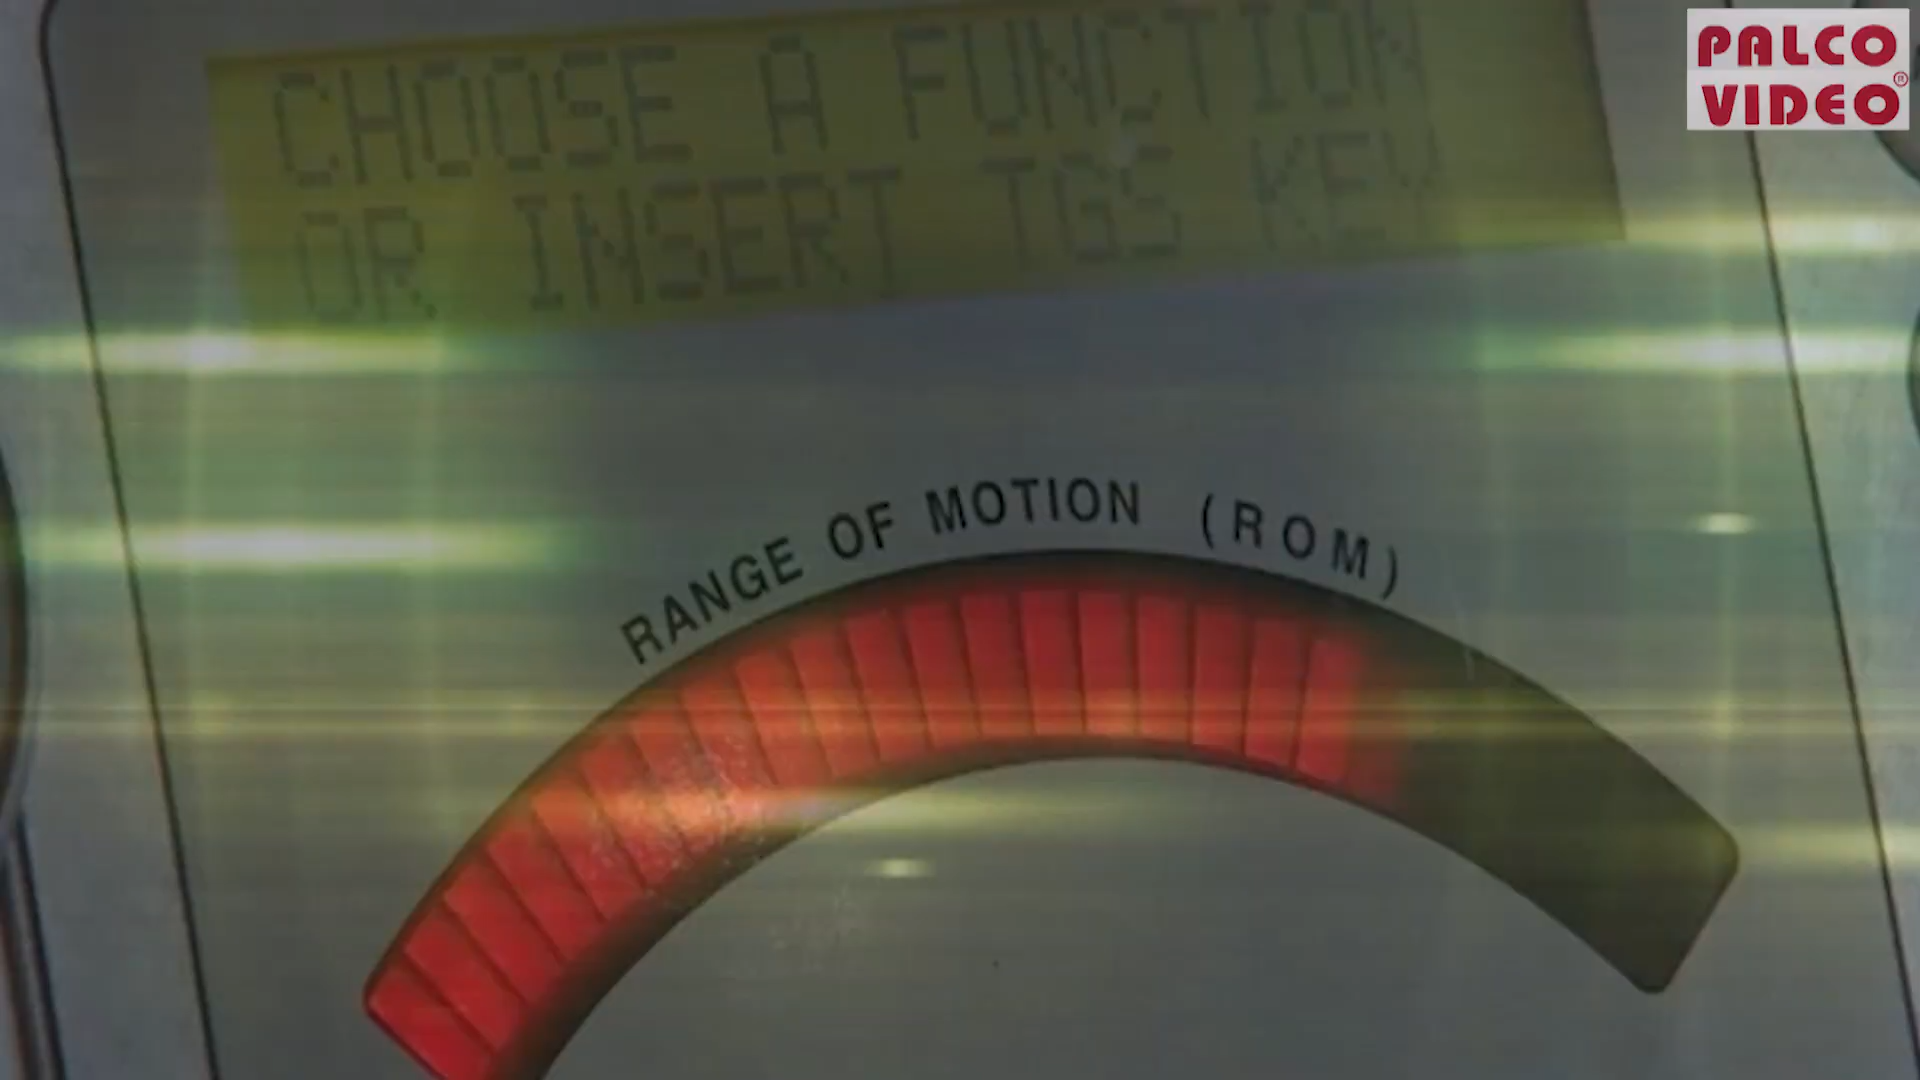 CHOOSE A FUNCTION
OR INSERT TGS KEY
RANGE OF MOTION (ROM)
PALCO
VIDEO®